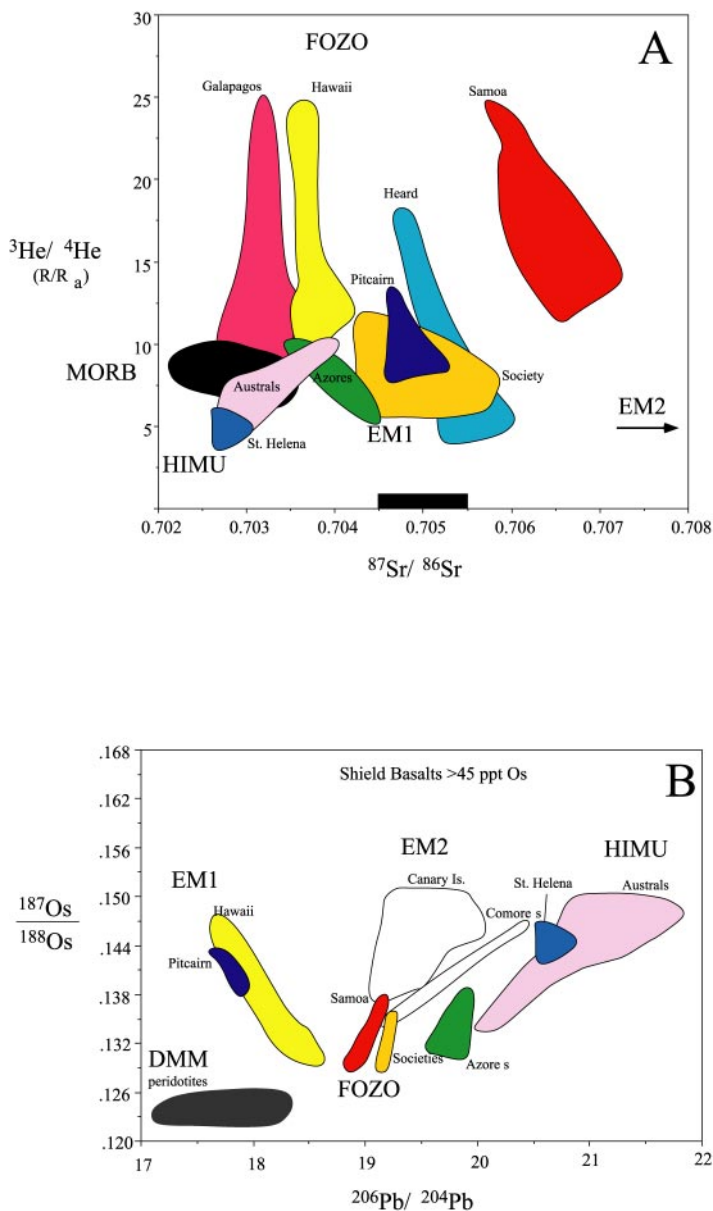 FOZO
A
Galapagos
Hawaii
Samoa
Heard
Pitcairn
Society
MORB
Australs
Azores
St. Helena
HIMU
EM1
EM2
30
25
20
15
10
5
³He/ ⁴He
(R/R a)
0.702 0.703 0.704 0.705 0.706 0.707 0.708
⁸⁷Sr/ ⁸⁶Sr
Shield Basalts >45 ppt Os
B
EM1
Hawaii
Pitcairn
EM2
Canary Is.
HIMU
St. Helena
Australs
Comore s
Samoa
Societies
Azore s
FOZO
DMM
peridotites
.168
.162
.156
.150
.144
.138
.132
.126
.120
¹⁸⁷Os
¹⁸⁸Os
17 18 19 20 21 22
²⁰⁶Pb/ ²⁰⁴Pb